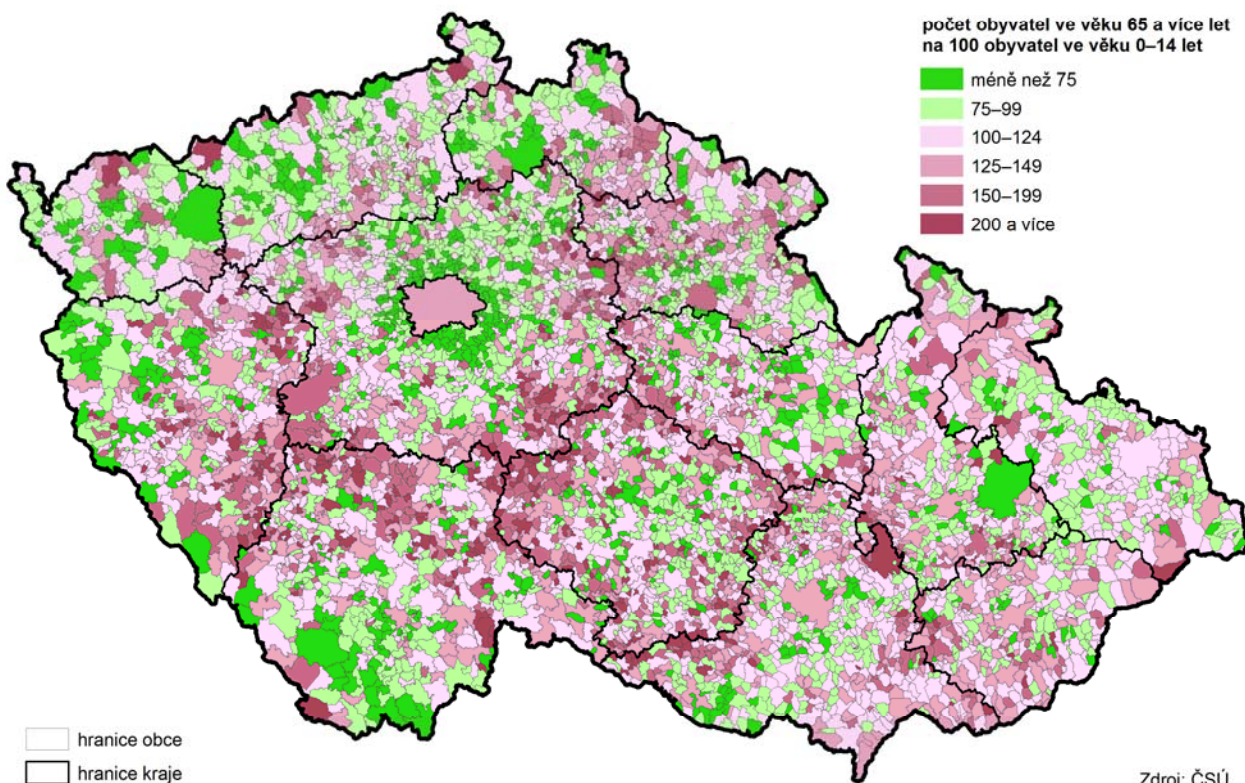 počet obyvatel ve věku 65 a více let
na 100 obyvatel ve věku 0–14 let
méně než 75
75–99
100–124
125–149
150–199
200 a více
hranice obce
hranice kraje
Zdroj: ČSÚ